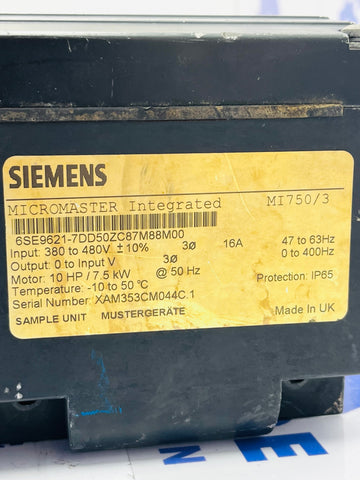 SIEMENS
MICROMASTER Integrated MI750/3
6SE9621-7DD50ZC87M88M00
Input: 380 to 480V ±10% 3ø 16A 47 to 63Hz
Output: 0 to Input V 3ø 0 to 400Hz
Motor: 10 HP / 7.5 kW @ 50 Hz
Temperature: -10 to 50°C Protection: IP65
Serial Number: XAM353CM044C.1
SAMPLE UNIT MUSTERGERÄTE Made in UK